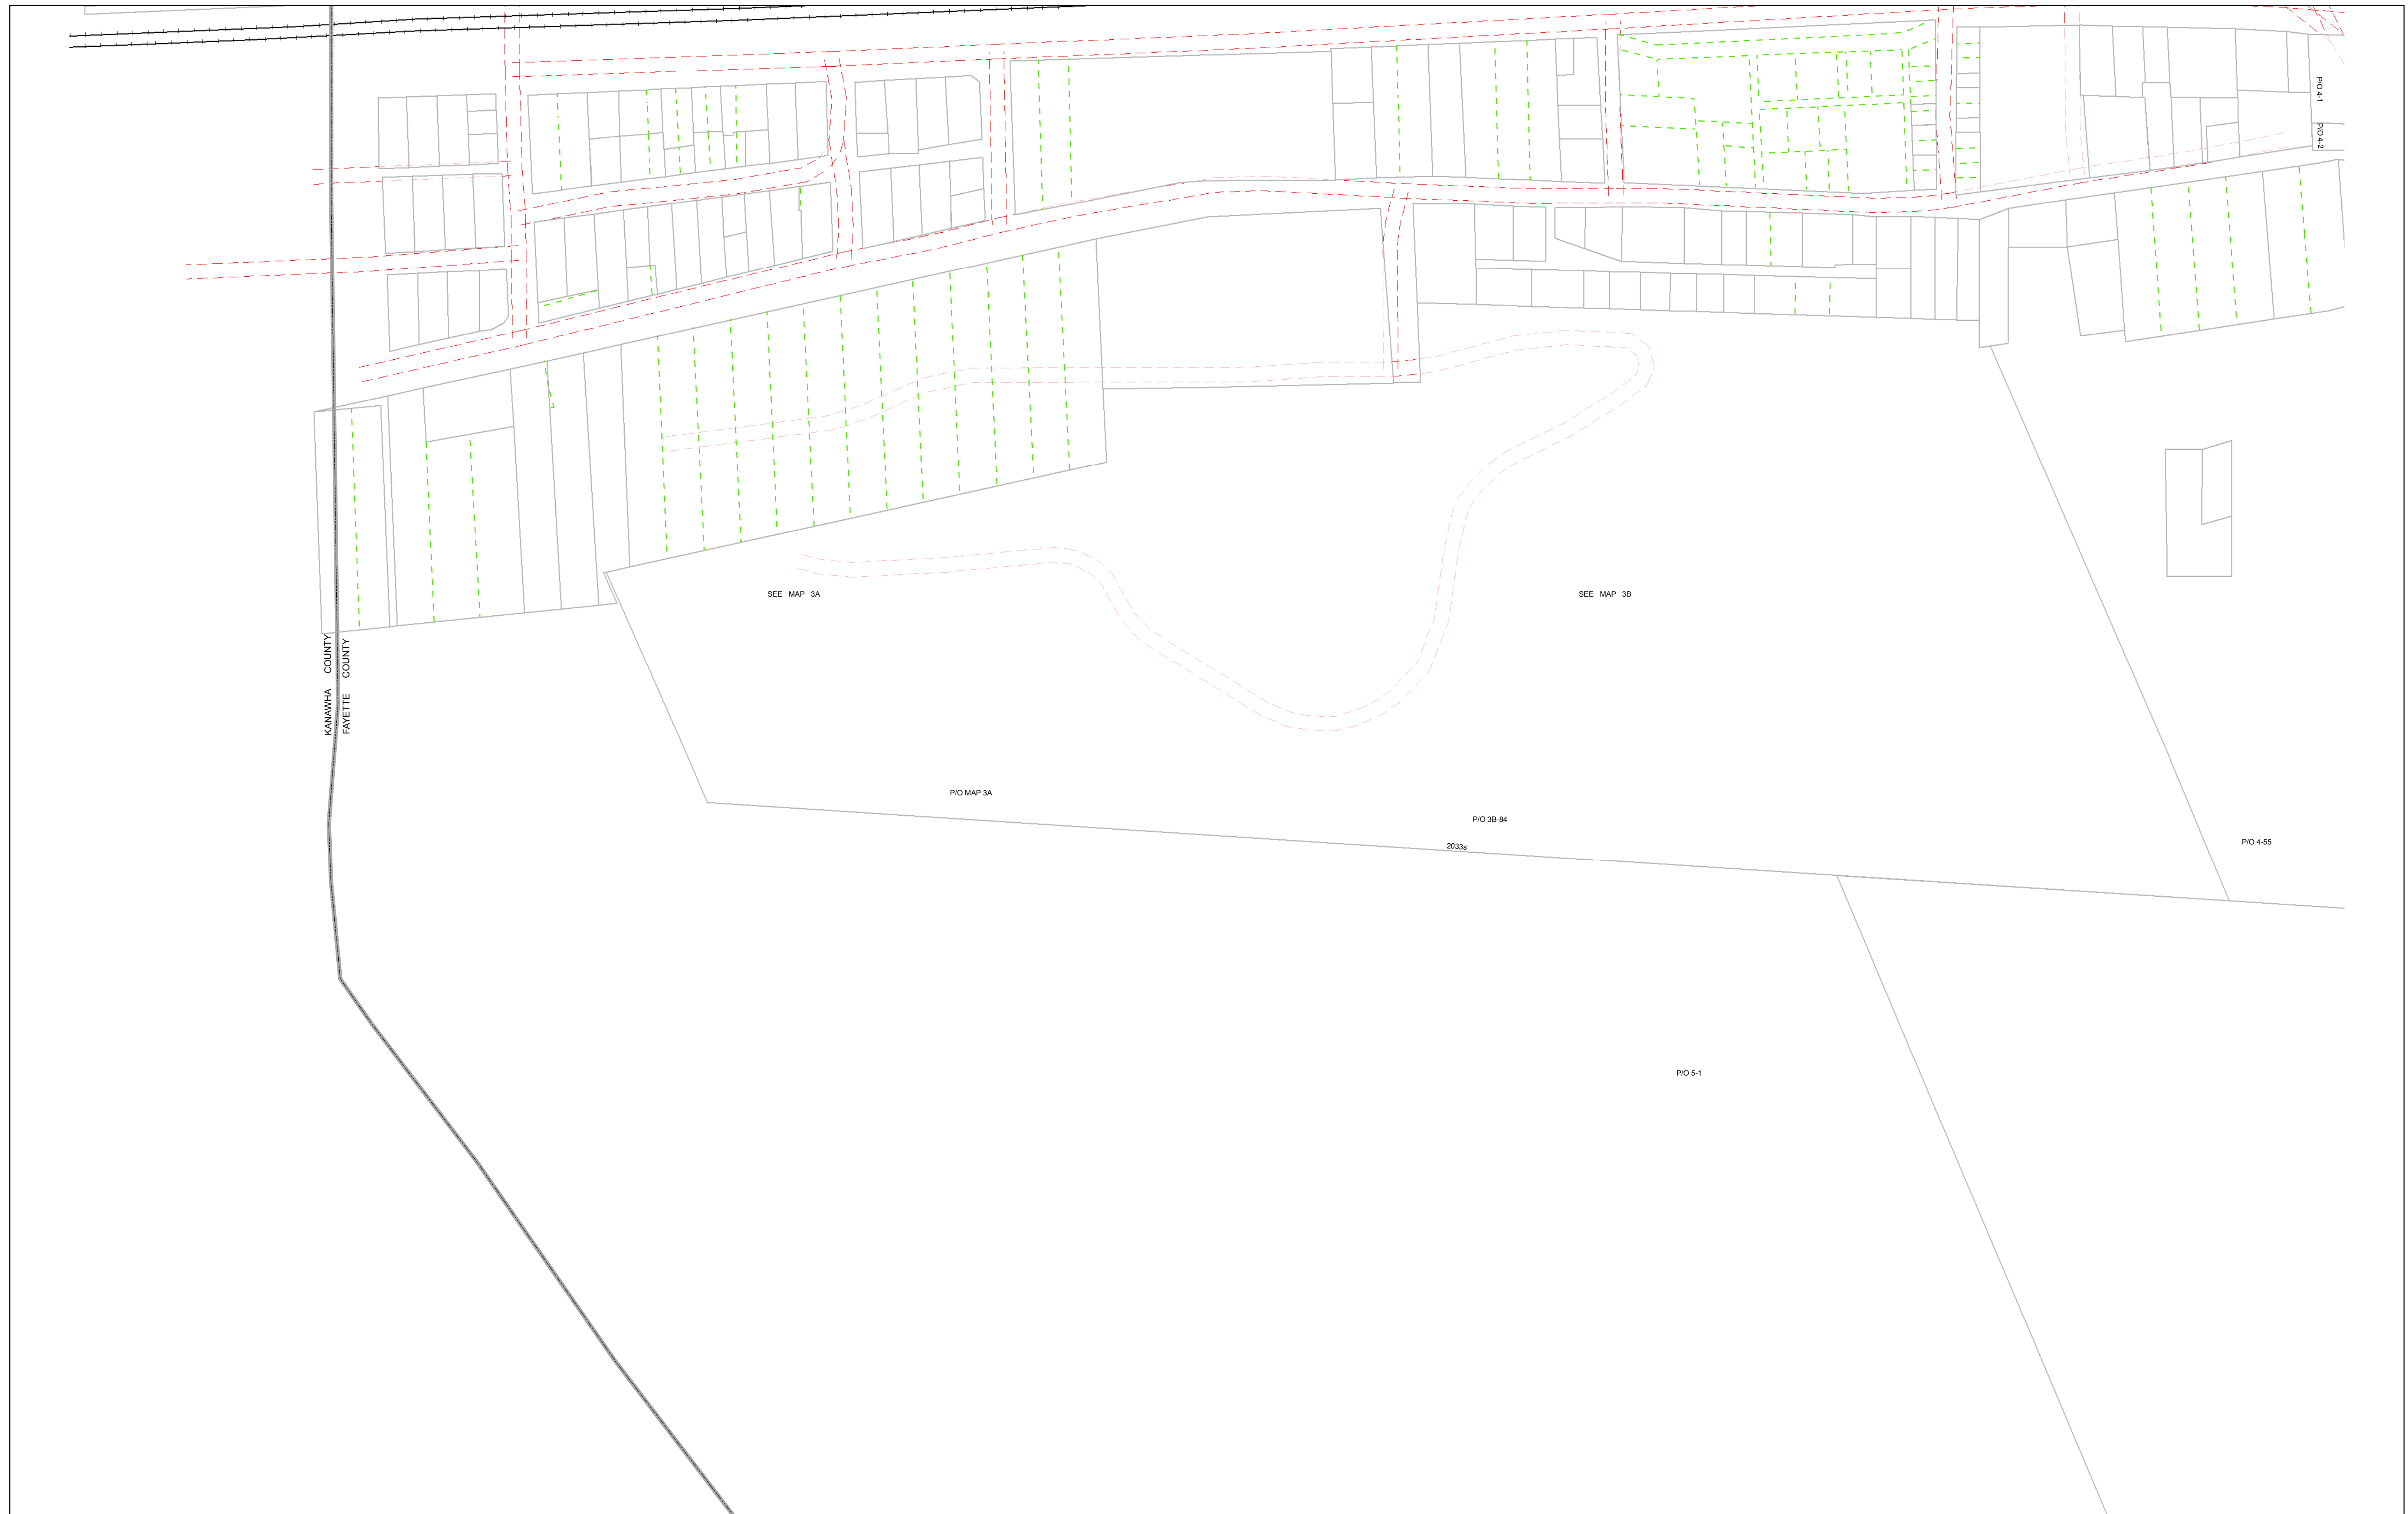 P/O 4-1
P/O 4-2
SEE MAP 3A
SEE MAP 3B
KANAWHA COUNTY
FAYETTE COUNTY
P/O MAP 3A
P/O 3B-84
2033s
P/O 4-55
P/O 5-1